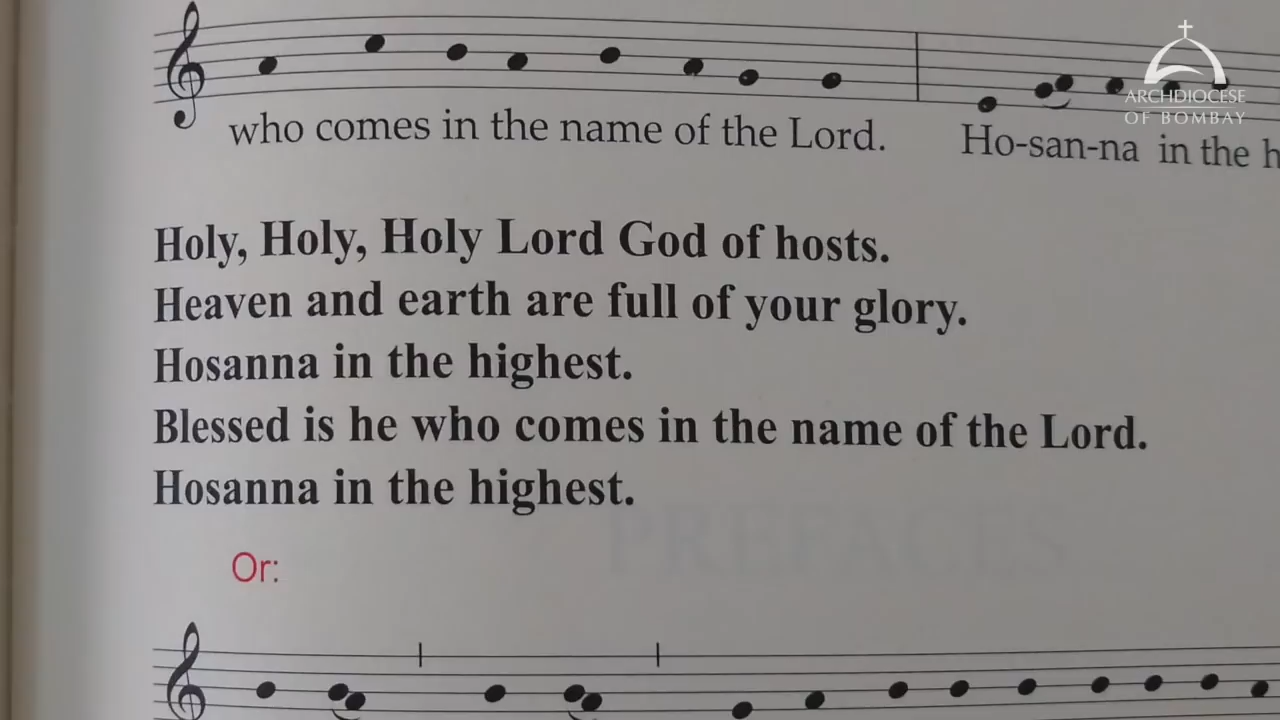 ARCHDIOCESE
OF BOMBAY
who comes in the name of the Lord. Ho-san-na in the h
Holy, Holy, Holy Lord God of hosts.
Heaven and earth are full of your glory.
Hosanna in the highest.
Blessed is he who comes in the name of the Lord.
Hosanna in the highest.
PREFACES
Or: